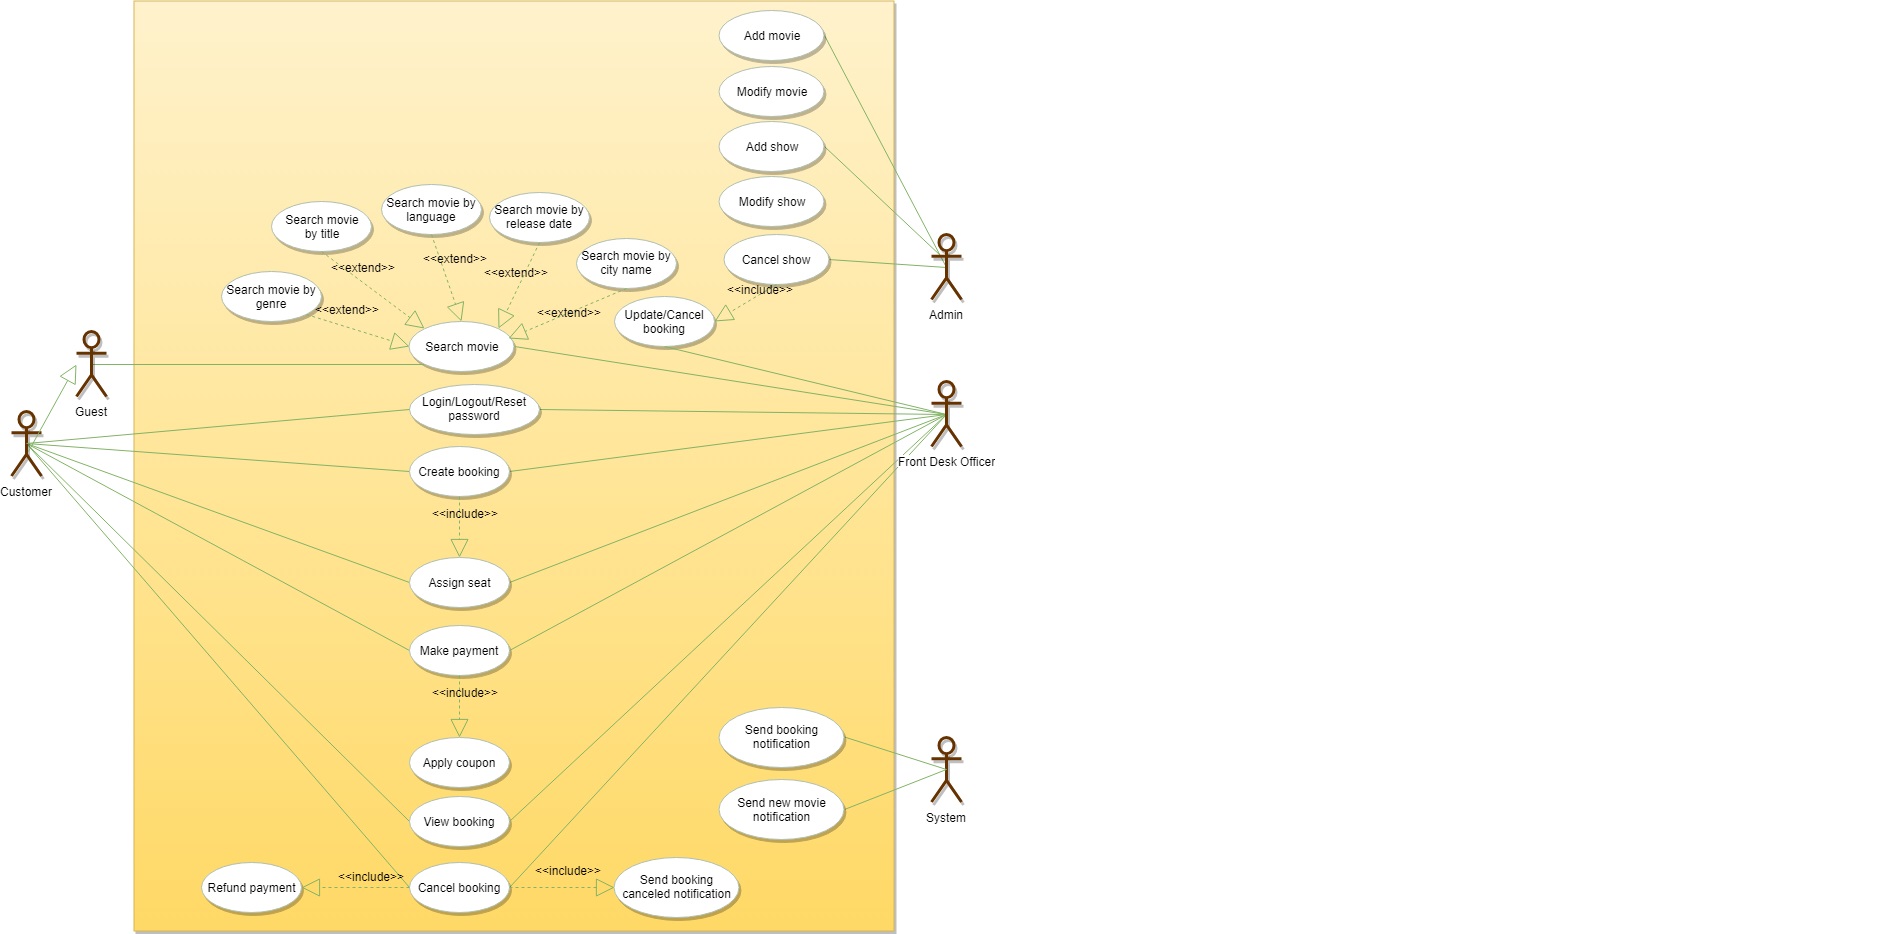 Add movie
Modify movie
Add show
Modify show
Cancel show
<<include>>
Update/Cancel
booking
Search movie by
language
Search movie by
release date
Search movie
by title
Search movie by
city name
Search movie by
genre
<<extend>>
<<extend>>
<<extend>>
<<extend>>
<<extend>>
Search movie
Admin
Guest
Login/Logout/Reset
password
Front Desk Officer
Customer
Create booking
<<include>>
Assign seat
Make payment
<<include>>
Apply coupon
Send booking
notification
Send new movie
notification
System
View booking
Refund payment
<<include>>
Cancel booking
<<include>>
Send booking
canceled notification